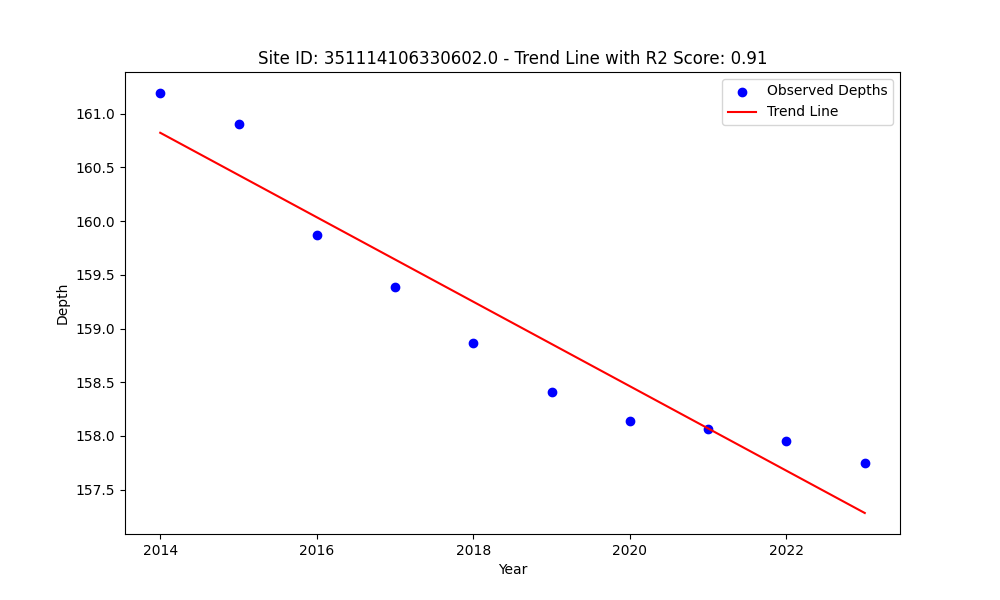 Site ID: 351114106330602.0 - Trend Line with R2 Score: 0.91
Observed Depths
Trend Line
161.0
160.5
160.0
159.5
159.0
158.5
158.0
157.5
Depth
2014
2016
2018
2020
2022
Year